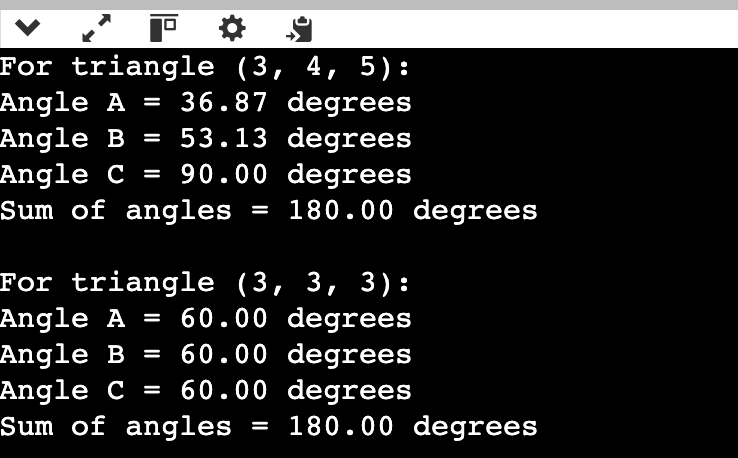 For triangle (3, 4, 5):
Angle A = 36.87 degrees
Angle B = 53.13 degrees
Angle C = 90.00 degrees
Sum of angles = 180.00 degrees

For triangle (3, 3, 3):
Angle A = 60.00 degrees
Angle B = 60.00 degrees
Angle C = 60.00 degrees
Sum of angles = 180.00 degrees